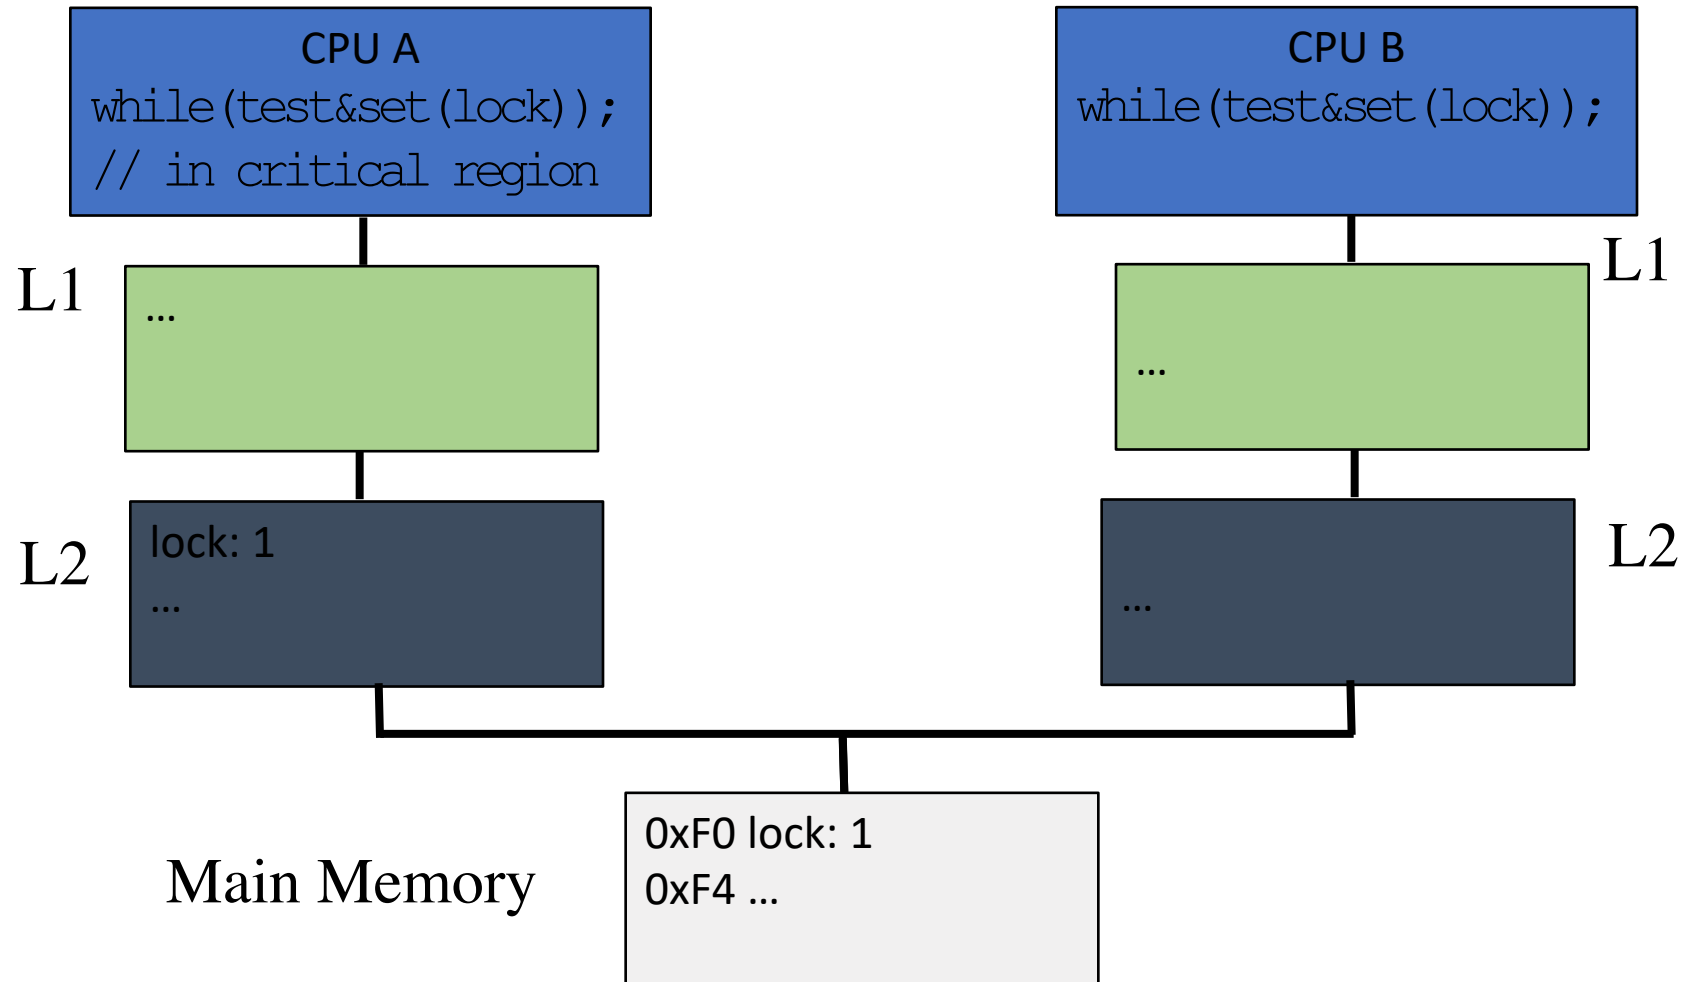 CPU A
while(test&set(lock));
// in critical region
CPU B
while(test&set(lock));
L1
…
L1
…
L2
lock: 1
…
L2
…
Main Memory
0xF0 lock: 1
0xF4 …